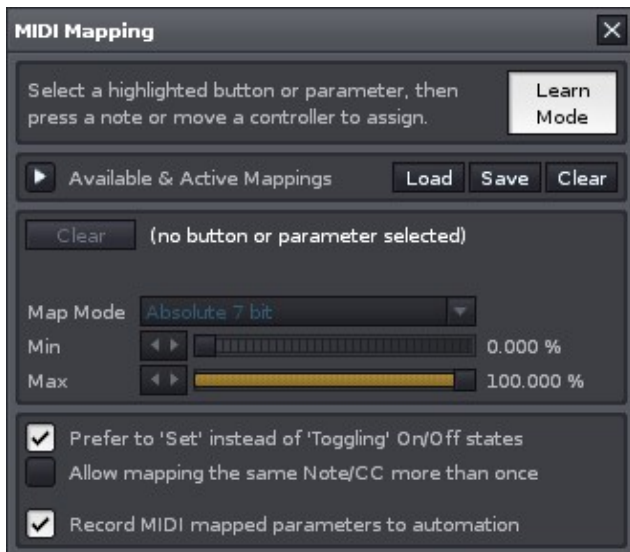 MIDI Mapping
Select a highlighted button or parameter, then
press a note or move a controller to assign.
Learn
Mode
Available & Active Mappings Load Save Clear
Clear (no button or parameter selected)
Map Mode Absolute 7 bit
Min 0.000 %
Max 100.000 %
Prefer to 'Set' instead of 'Toggling' On/Off states
Allow mapping the same Note/CC more than once
Record MIDI mapped parameters to automation